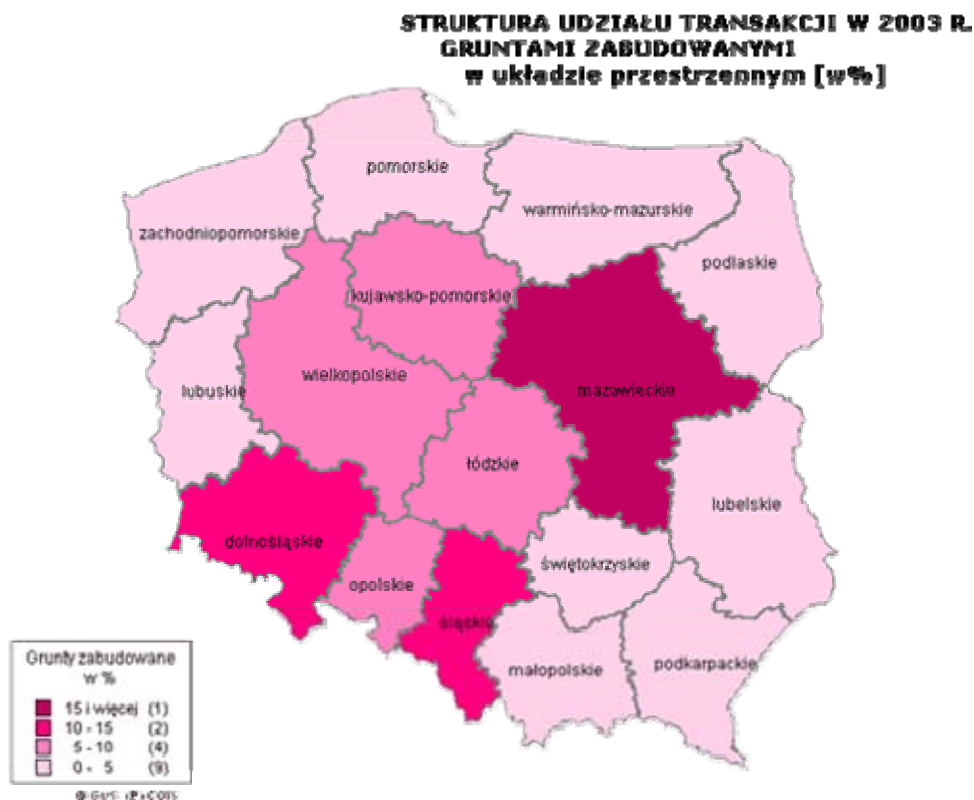 STRUKTURA UDZIAŁU TRANSAKCJI W 2003 R.
GRUNTAMI ZABUDOWANYMI
w układzie przestrzennym [w%]
pomorskie
warmińsko-mazurskie
zachodniopomorskie
podlaskie
kujawsko-pomorskie
wielkopolskie
lubuskie
mazowieckie
łódzkie
lubelskie
dolnośląskie
świętokrzyskie
opolskie
śląskie
małopolskie
podkarpackie
Grunty zabudowane
w %
15 i więcej (1)
10 - 15 (2)
5 - 10 (4)
0 - 5 (9)